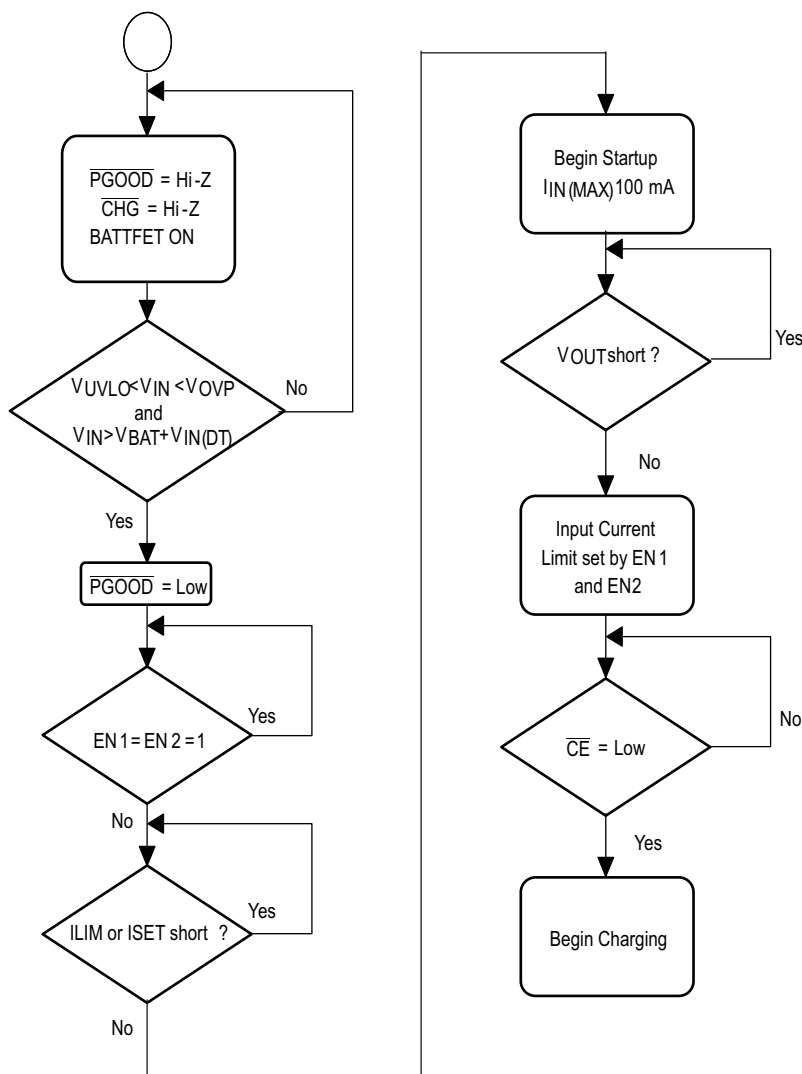 PGOOD = Hi-Z
CHG = Hi-Z
BATTFET ON
VUVLO<VIN <VOVP
and
VIN>VBAT+VIN(DT)
No
Yes
PGOOD = Low
EN1=EN2=1
Yes
No
ILIM or ISET short ?
Yes
No
Begin Startup
IIN(MAX)100 mA
VOUT short ?
Yes
No
Input Current
Limit set by EN1
and EN2
CE = Low
No
Yes
Begin Charging